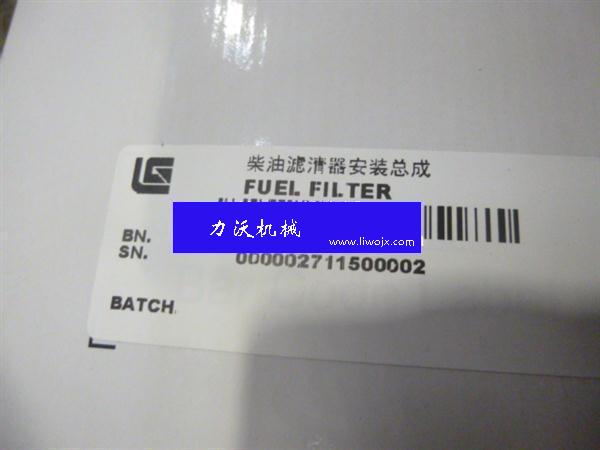 柴油滤清器安装总成
FUEL FILTER
力沃机械
www.liwojx.com
BN.
SN.
000002711500002
BATCH